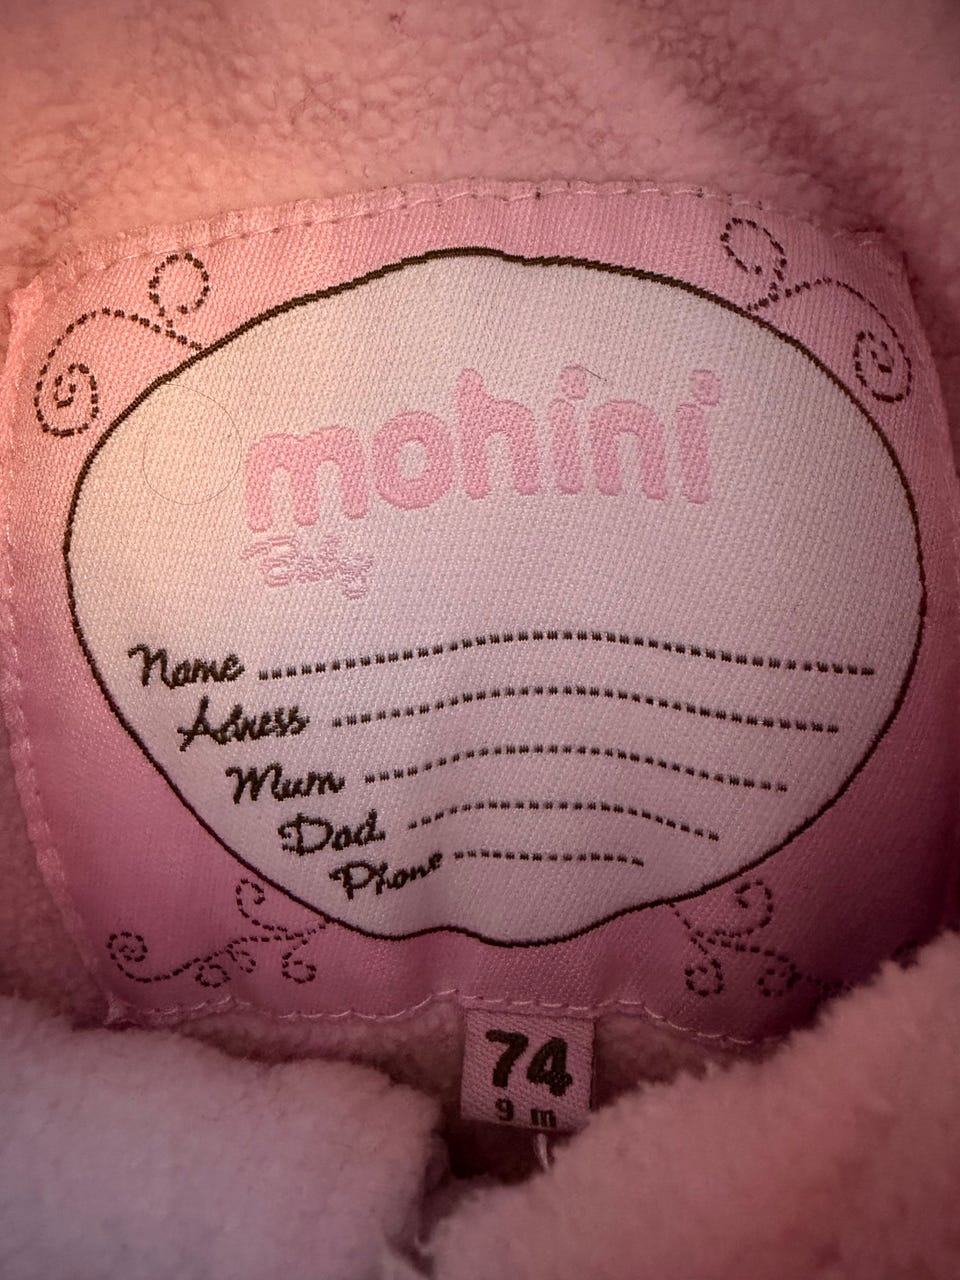 mohini
Baby
Name
Adress
Mum
Dad
Phone
74
9 m